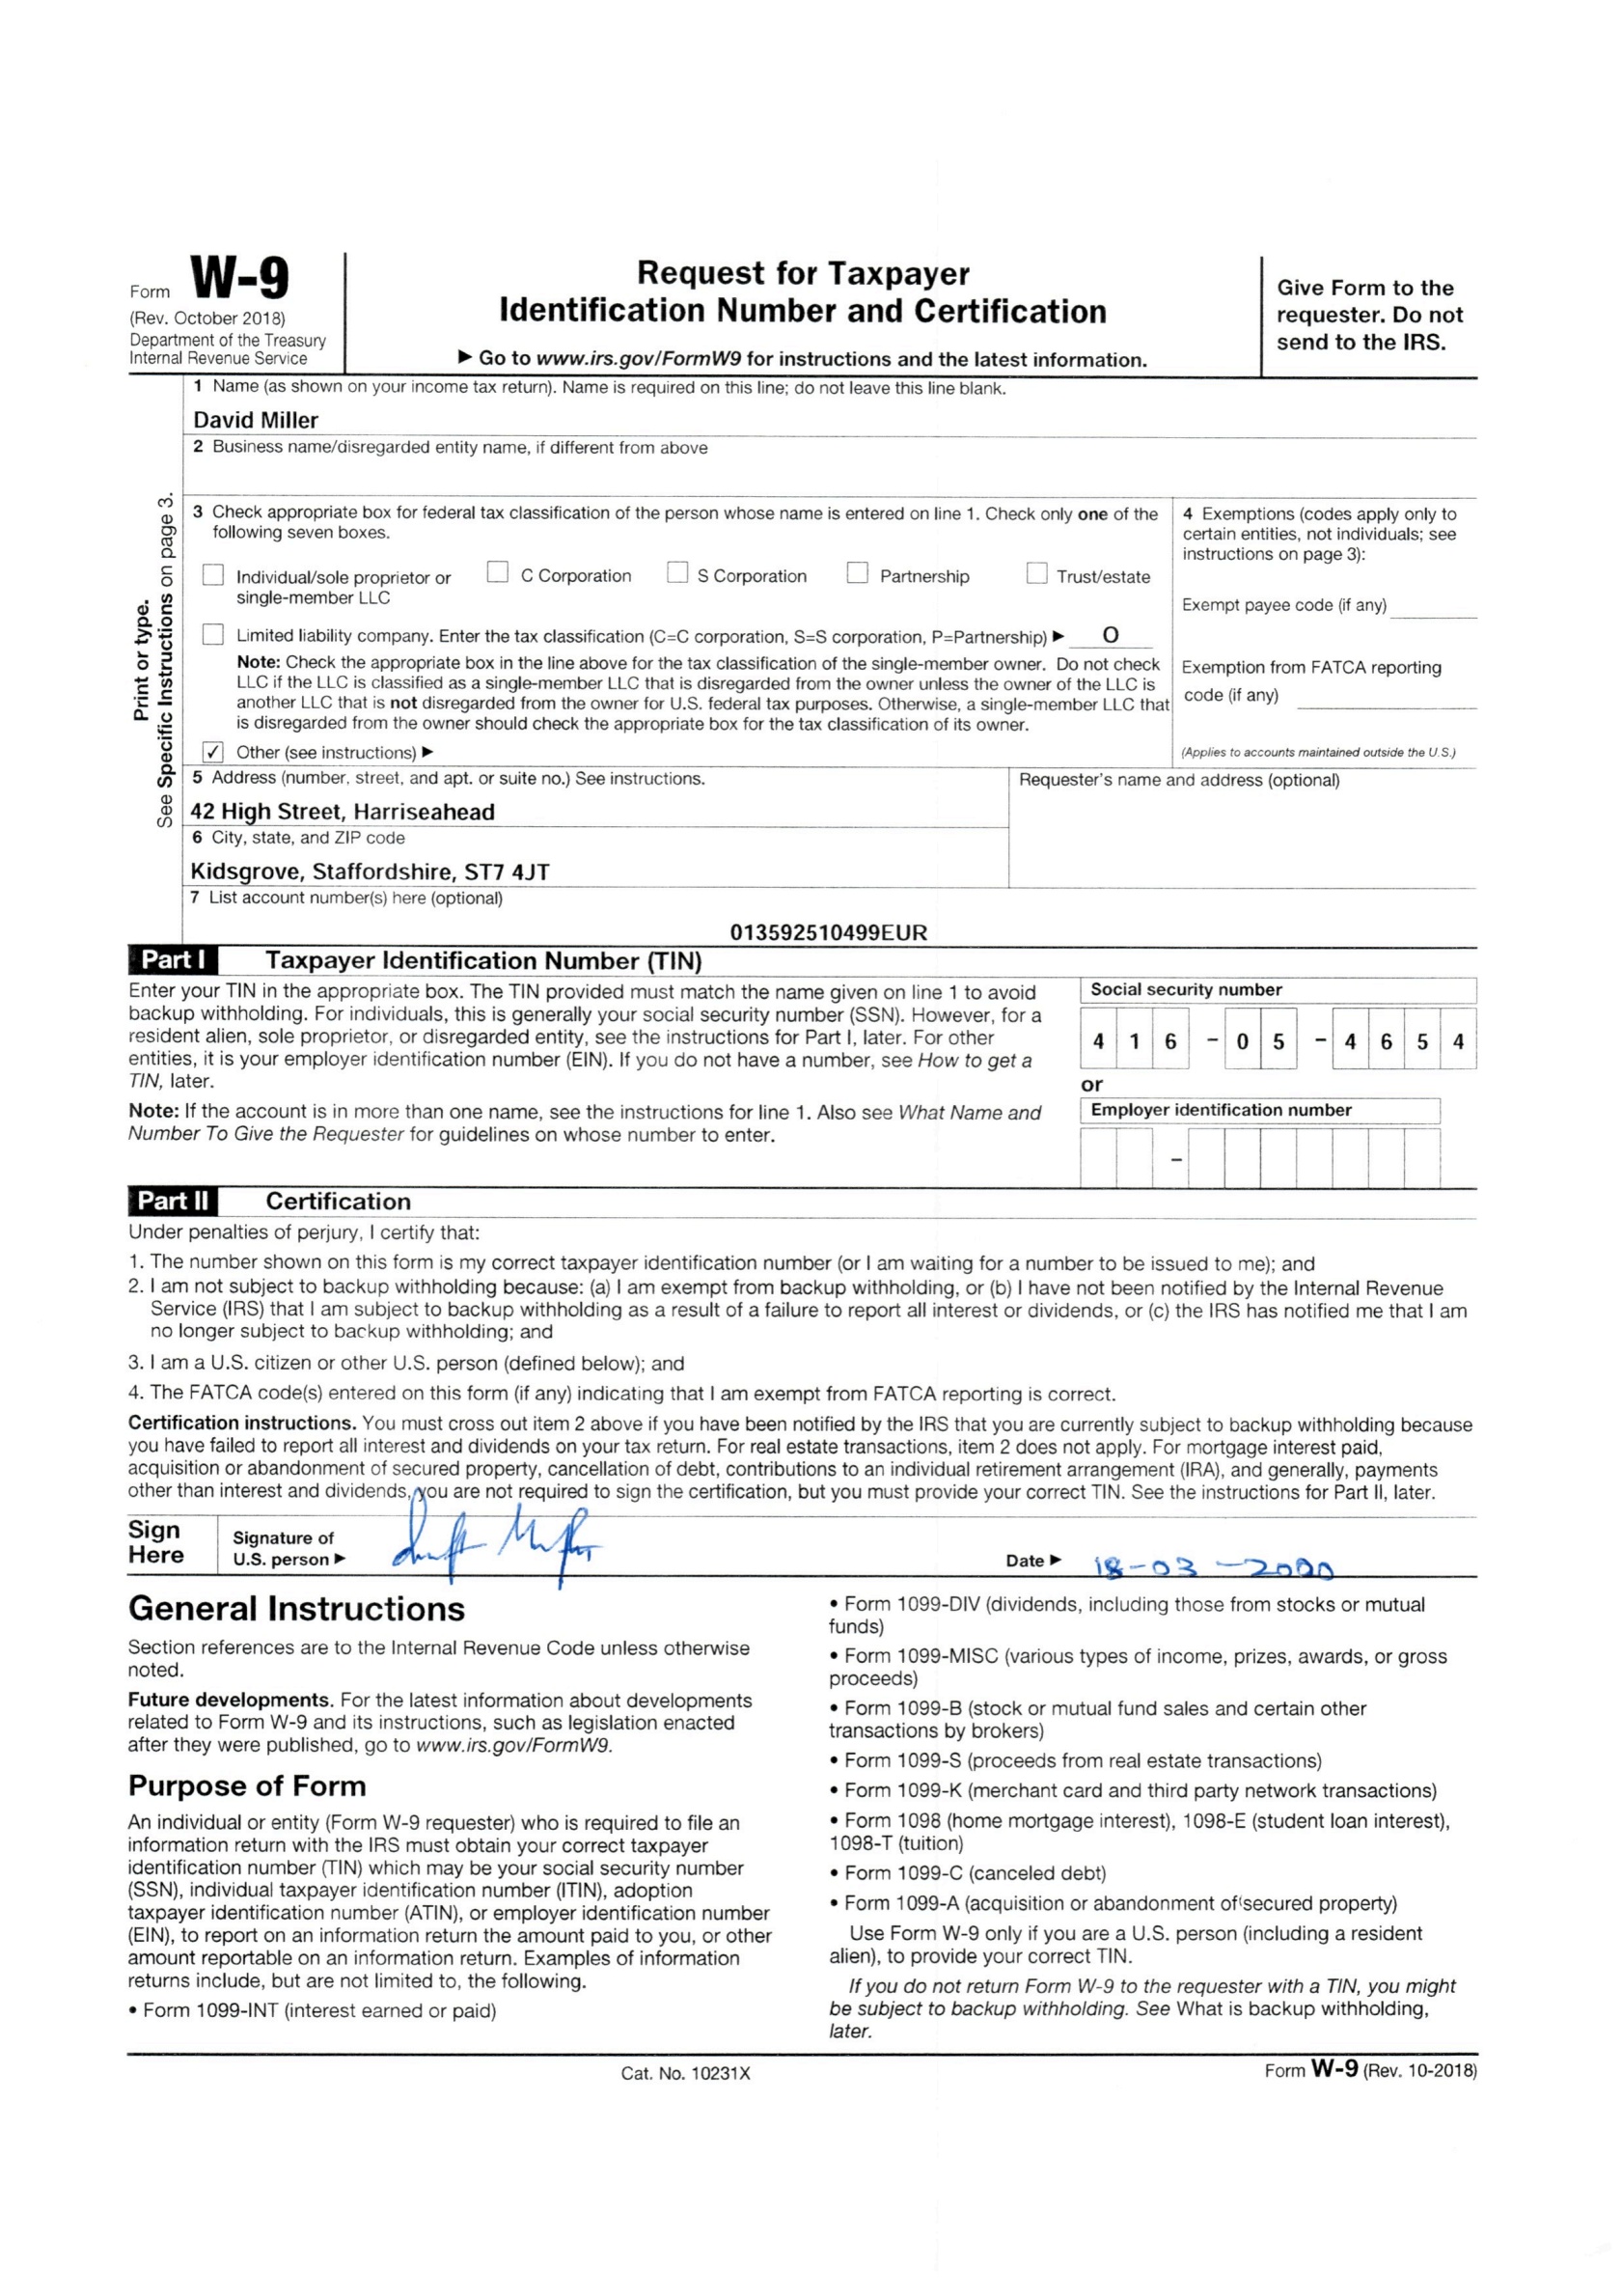 Form W-9
(Rev. October 2018)
Department of the Treasury
Internal Revenue Service
Request for Taxpayer
Identification Number and Certification
▶ Go to www.irs.gov/FormW9 for instructions and the latest information.
Give Form to the
requester. Do not
send to the IRS.
Print or type.
See Specific Instructions on page 3.
1 Name (as shown on your income tax return). Name is required on this line; do not leave this line blank.
David Miller
2 Business name/disregarded entity name, if different from above
3 Check appropriate box for federal tax classification of the person whose name is entered on line 1. Check only one of the
following seven boxes.
Individual/sole proprietor or
single-member LLC
C Corporation
S Corporation
Partnership
Trust/estate
Limited liability company. Enter the tax classification (C=C corporation, S=S corporation, P=Partnership) ▶ O
Note: Check the appropriate box in the line above for the tax classification of the single-member owner. Do not check
LLC if the LLC is classified as a single-member LLC that is disregarded from the owner unless the owner of the LLC is
another LLC that is not disregarded from the owner for U.S. federal tax purposes. Otherwise, a single-member LLC that
is disregarded from the owner should check the appropriate box for the tax classification of its owner.
✓ Other (see instructions) ▶
4 Exemptions (codes apply only to
certain entities, not individuals; see
instructions on page 3):
Exempt payee code (if any)
Exemption from FATCA reporting
code (if any)
(Applies to accounts maintained outside the U.S.)
5 Address (number, street, and apt. or suite no.) See instructions.
42 High Street, Harriseahead
6 City, state, and ZIP code
Kidsgrove, Staffordshire, ST7 4JT
Requester's name and address (optional)
7 List account number(s) here (optional)
013592510499EUR
Part I Taxpayer Identification Number (TIN)
Enter your TIN in the appropriate box. The TIN provided must match the name given on line 1 to avoid
backup withholding. For individuals, this is generally your social security number (SSN). However, for a
resident alien, sole proprietor, or disregarded entity, see the instructions for Part I, later. For other
entities, it is your employer identification number (EIN). If you do not have a number, see How to get a
TIN, later.
Note: If the account is in more than one name, see the instructions for line 1. Also see What Name and
Number To Give the Requester for guidelines on whose number to enter.
Social security number
4 1 6 - 0 5 - 4 6 5 4
or
Employer identification number
-
Part II Certification
Under penalties of perjury, I certify that:
1. The number shown on this form is my correct taxpayer identification number (or I am waiting for a number to be issued to me); and
2. I am not subject to backup withholding because: (a) I am exempt from backup withholding, or (b) I have not been notified by the Internal Revenue
Service (IRS) that I am subject to backup withholding as a result of a failure to report all interest or dividends, or (c) the IRS has notified me that I am
no longer subject to backup withholding; and
3. I am a U.S. citizen or other U.S. person (defined below); and
4. The FATCA code(s) entered on this form (if any) indicating that I am exempt from FATCA reporting is correct.
Certification instructions. You must cross out item 2 above if you have been notified by the IRS that you are currently subject to backup withholding because
you have failed to report all interest and dividends on your tax return. For real estate transactions, item 2 does not apply. For mortgage interest paid,
acquisition or abandonment of secured property, cancellation of debt, contributions to an individual retirement arrangement (IRA), and generally, payments
other than interest and dividends, you are not required to sign the certification, but you must provide your correct TIN. See the instructions for Part II, later.
Sign
Here
Signature of
U.S. person ▶
Date ▶ 18-03-2000
General Instructions
Section references are to the Internal Revenue Code unless otherwise
noted.
Future developments. For the latest information about developments
related to Form W-9 and its instructions, such as legislation enacted
after they were published, go to www.irs.gov/FormW9.
Purpose of Form
An individual or entity (Form W-9 requester) who is required to file an
information return with the IRS must obtain your correct taxpayer
identification number (TIN) which may be your social security number
(SSN), individual taxpayer identification number (ITIN), adoption
taxpayer identification number (ATIN), or employer identification number
(EIN), to report on an information return the amount paid to you, or other
amount reportable on an information return. Examples of information
returns include, but are not limited to, the following.
• Form 1099-INT (interest earned or paid)
• Form 1099-DIV (dividends, including those from stocks or mutual
funds)
• Form 1099-MISC (various types of income, prizes, awards, or gross
proceeds)
• Form 1099-B (stock or mutual fund sales and certain other
transactions by brokers)
• Form 1099-S (proceeds from real estate transactions)
• Form 1099-K (merchant card and third party network transactions)
• Form 1098 (home mortgage interest), 1098-E (student loan interest),
1098-T (tuition)
• Form 1099-C (canceled debt)
• Form 1099-A (acquisition or abandonment of secured property)
Use Form W-9 only if you are a U.S. person (including a resident
alien), to provide your correct TIN.
If you do not return Form W-9 to the requester with a TIN, you might
be subject to backup withholding. See What is backup withholding,
later.
Cat. No. 10231X
Form W-9 (Rev. 10-2018)